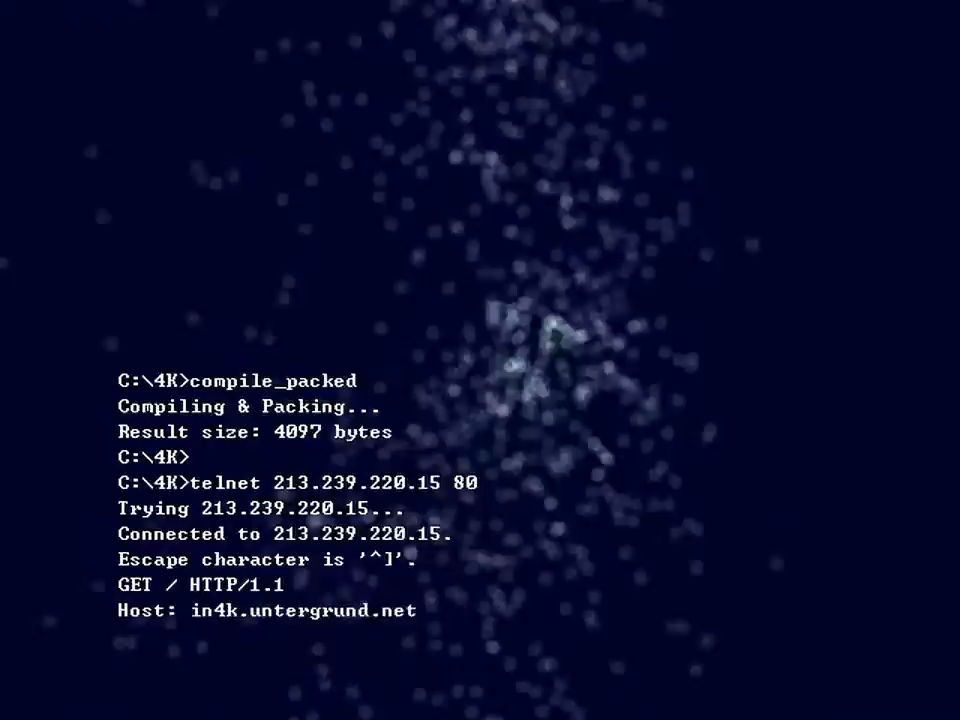 C:\4K>compile_packed
Compiling & Packing...
Result size: 4097 bytes
C:\4K>
C:\4K>telnet 213.239.220.15 80
Trying 213.239.220.15...
Connected to 213.239.220.15.
Escape character is '^]'.
GET / HTTP/1.1
Host: in4k.untergrund.net